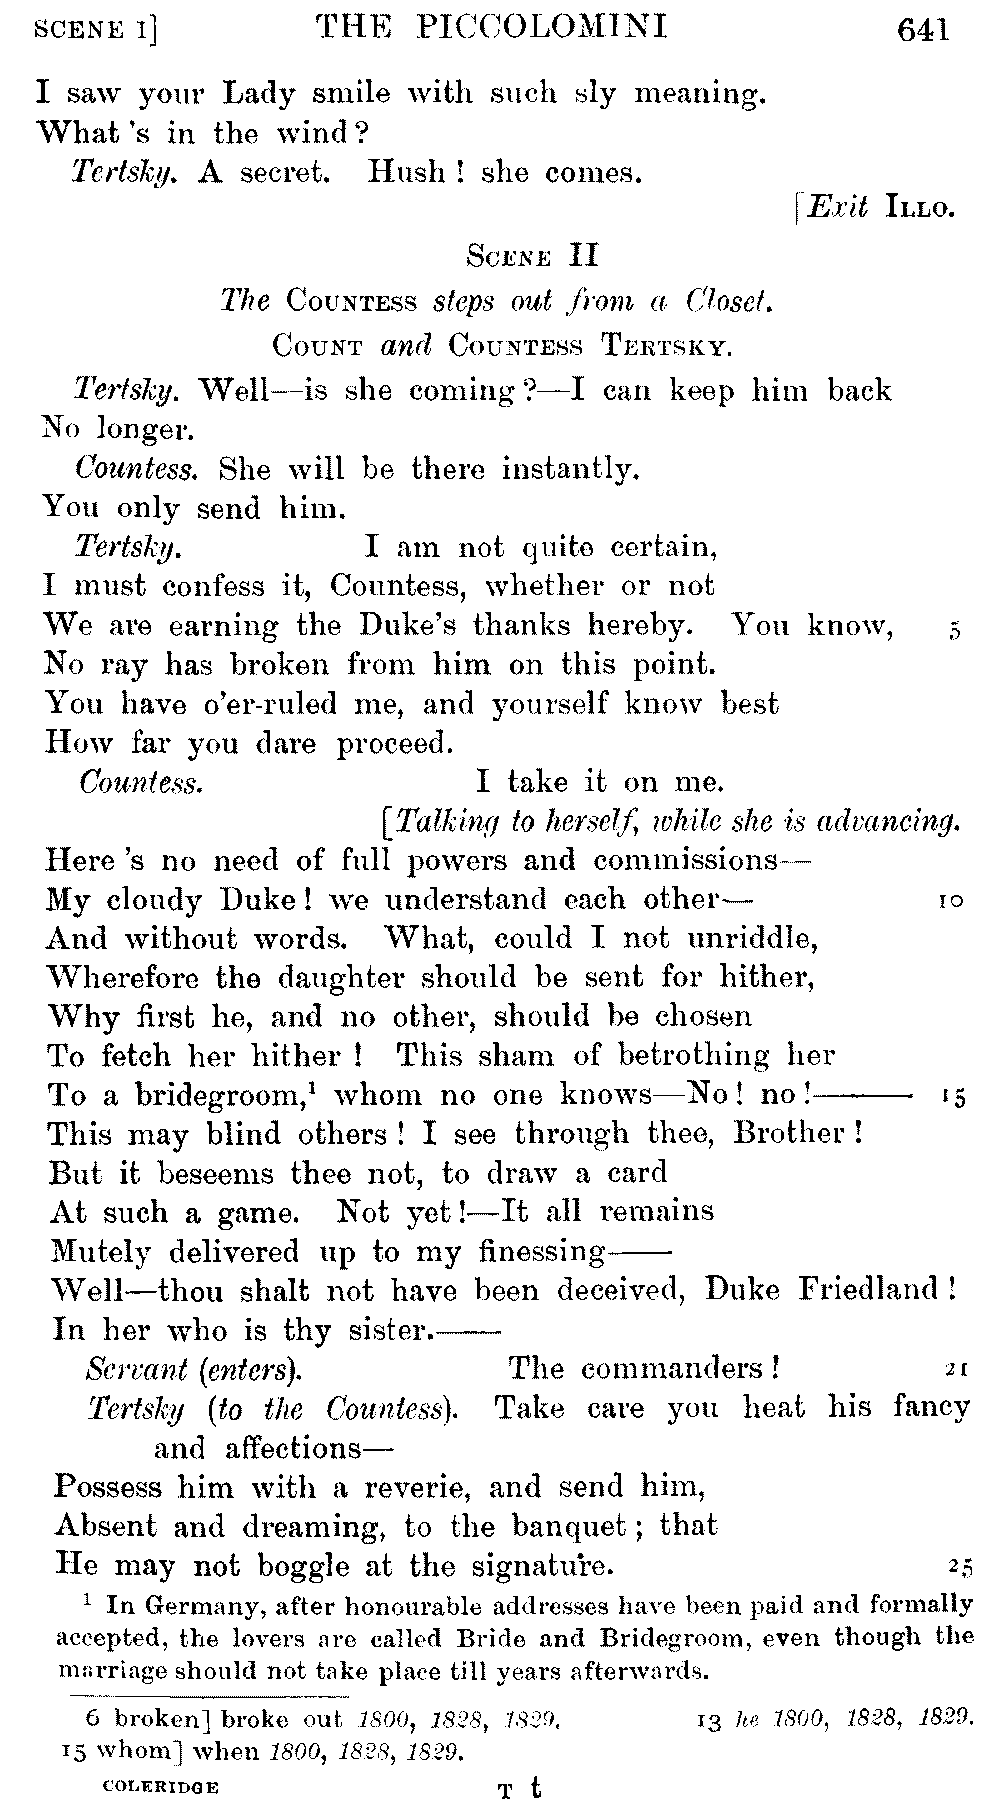 SCENE I] THE PICCOLOMINI 641
I saw your Lady smile with such sly meaning.
What 's in the wind?
Tertsky. A secret. Hush! she comes.
[Exit ILLO.
SCENE II
The COUNTESS steps out from a Closet.
COUNT and COUNTESS TERTSKY.
Tertsky. Well—is she coming?—I can keep him back
No longer.
Countess. She will be there instantly.
You only send him.
Tertsky. I am not quite certain,
I must confess it, Countess, whether or not
We are earning the Duke's thanks hereby. You know, 5
No ray has broken from him on this point.
You have o'er-ruled me, and yourself know best
How far you dare proceed.
Countess. I take it on me.
[Talking to herself, while she is advancing.
Here 's no need of full powers and commissions—
My cloudy Duke! we understand each other— 10
And without words. What, could I not unriddle,
Wherefore the daughter should be sent for hither,
Why first he, and no other, should be chosen
To fetch her hither! This sham of betrothing her
To a bridegroom,¹ whom no one knows—No! no!—— 15
This may blind others! I see through thee, Brother!
But it beseems thee not, to draw a card
At such a game. Not yet!—It all remains
Mutely delivered up to my finessing——
Well—thou shalt not have been deceived, Duke Friedland!
In her who is thy sister.——
Servant (enters). The commanders! 21
Tertsky (to the Countess). Take care you heat his fancy
and affections—
Possess him with a reverie, and send him,
Absent and dreaming, to the banquet; that
He may not boggle at the signature. 25
¹ In Germany, after honourable addresses have been paid and formally
accepted, the lovers are called Bride and Bridegroom, even though the
marriage should not take place till years afterwards.
6 broken] broke out 1800, 1828, 1829. 13 he 1800, 1828, 1829.
15 whom] when 1800, 1828, 1829.
COLERIDGE T t